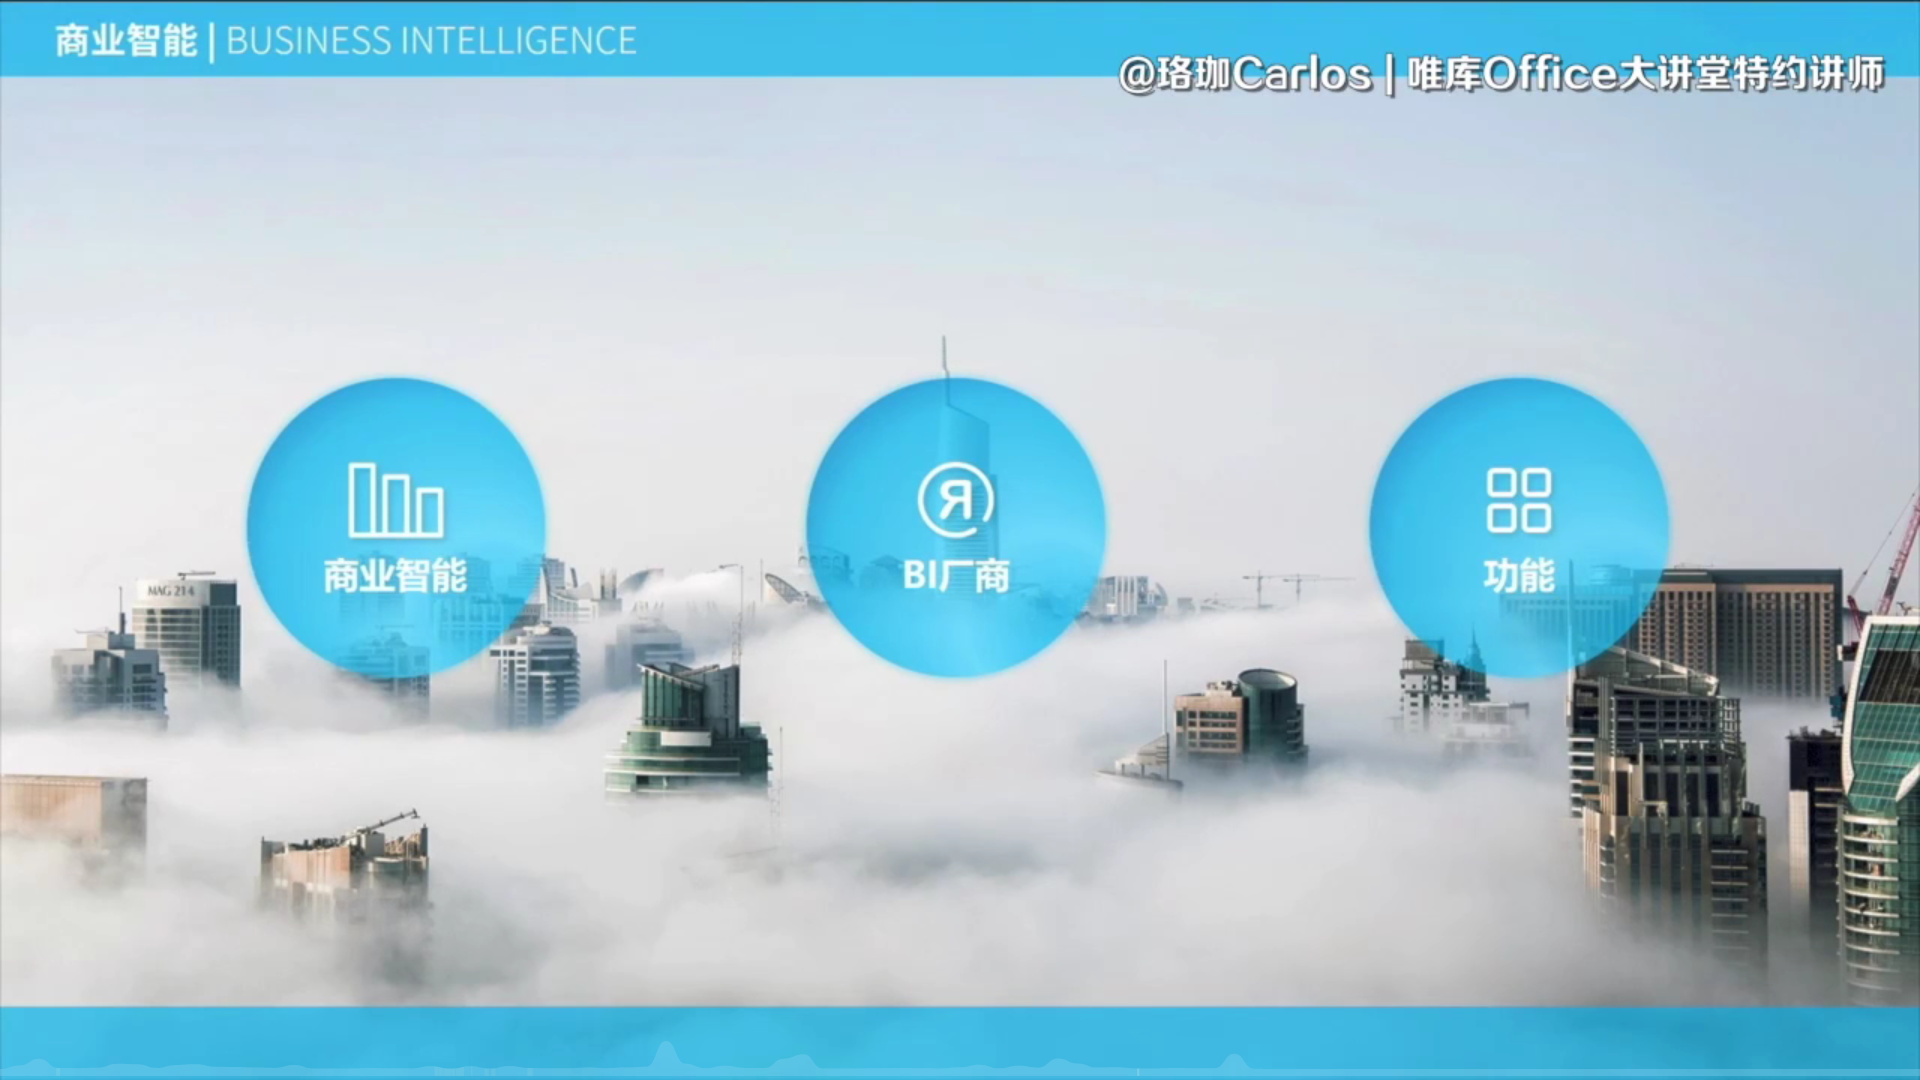 商业智能 | BUSINESS INTELLIGENCE
@珞珈Carlos | 唯库Office大讲堂特约讲师
商业智能
BI厂商
功能
MAG 214